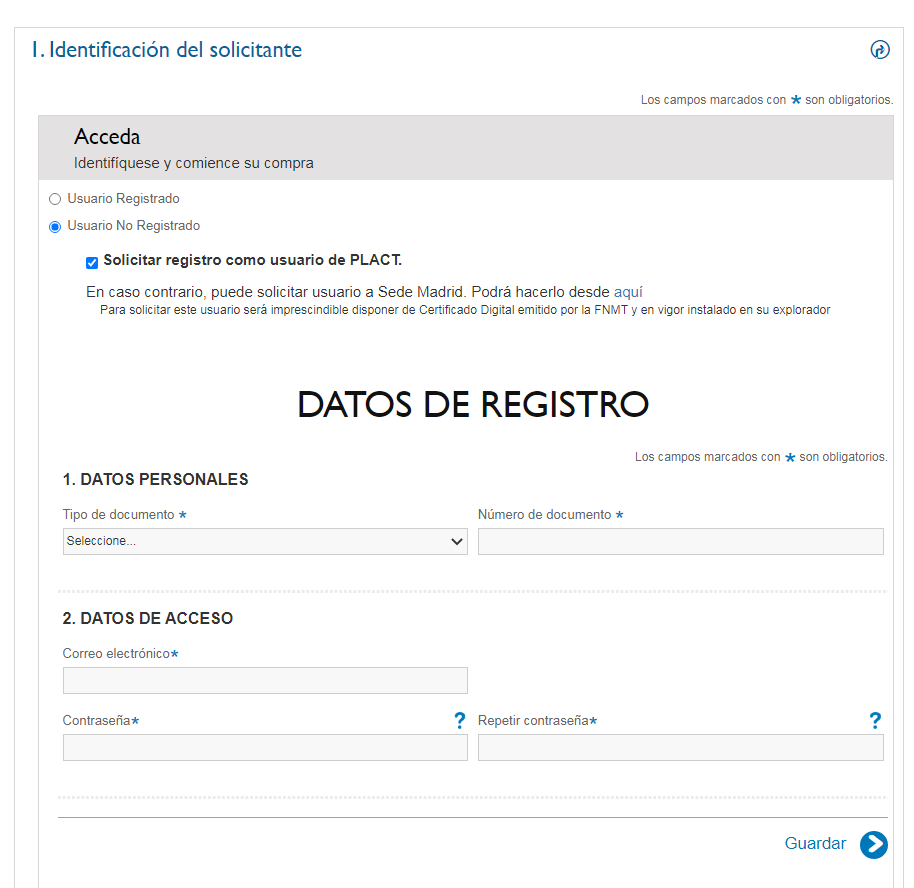 1. Identificación del solicitante
Los campos marcados con * son obligatorios.
Acceda
Identifíquese y comience su compra
Usuario Registrado
Usuario No Registrado
Solicitar registro como usuario de PLACT.
En caso contrario, puede solicitar usuario a Sede Madrid. Podrá hacerlo desde aquí
Para solicitar este usuario será imprescindible disponer de Certificado Digital emitido por la FNMT y en vigor instalado en su explorador
DATOS DE REGISTRO
Los campos marcados con * son obligatorios.
1. DATOS PERSONALES
Tipo de documento * Número de documento *
Seleccione...
2. DATOS DE ACCESO
Correo electrónico*
Contraseña* ? Repetir contraseña* ?
Guardar